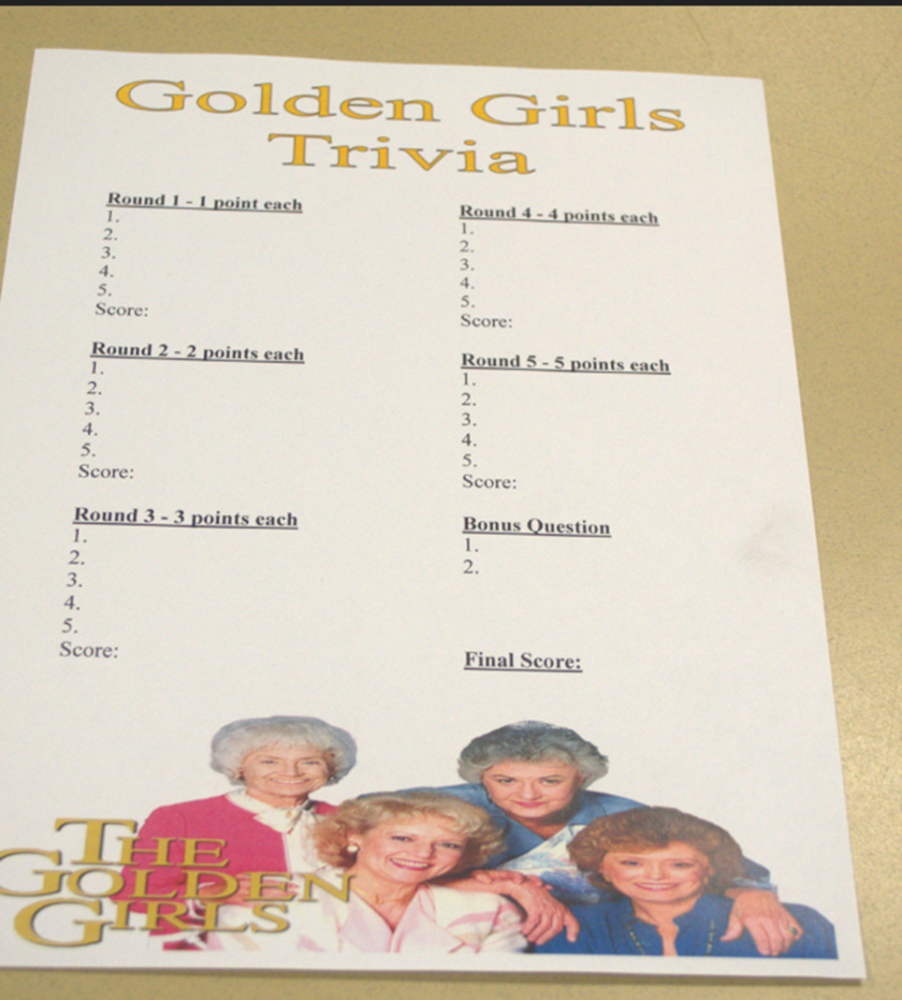 Golden Girls
Trivia
Round 1 - 1 point each
1.
2.
3.
4.
5.
Score:
Round 2 - 2 points each
1.
2.
3.
4.
5.
Score:
Round 3 - 3 points each
1.
2.
3.
4.
5.
Score:
Round 4 - 4 points each
1.
2.
3.
4.
5.
Score:
Round 5 - 5 points each
1.
2.
3.
4.
5.
Score:
Bonus Question
1.
2.
Final Score:
THE
GOLDEN
GIRLS